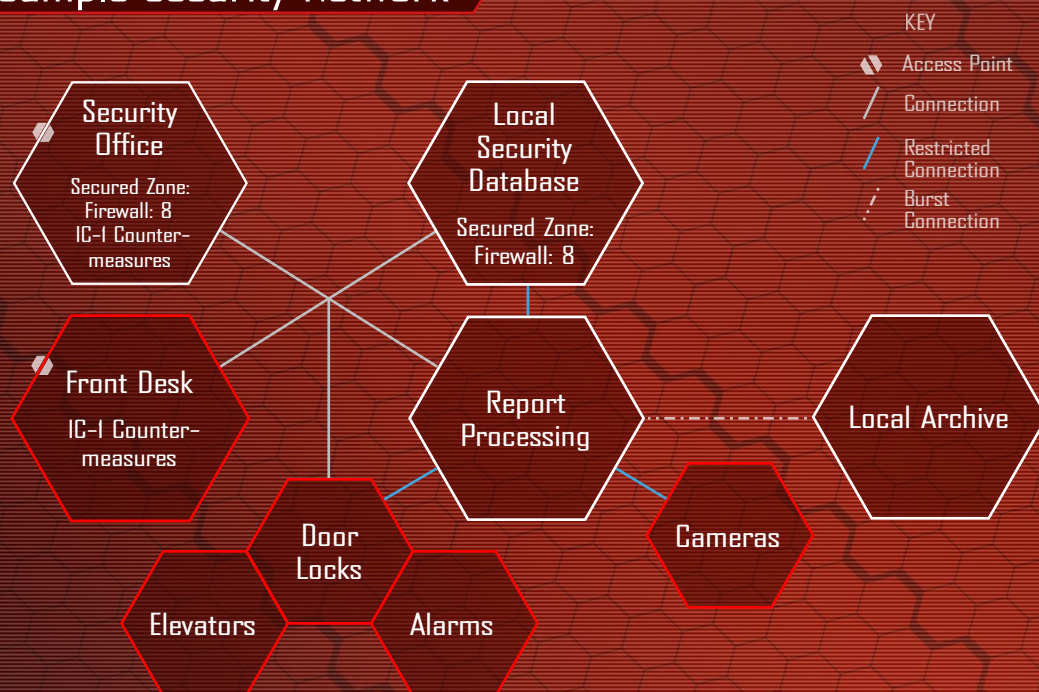 Security Network
KEY
Access Point
Connection
Restricted
Connection
Burst
Connection
Security
Office
Secured Zone:
Firewall: 8
IC-1 Counter-
measures
Local
Security
Database
Secured Zone:
Firewall: 8
Front Desk
IC-1 Counter-
measures
Report
Processing
Local Archive
Door
Locks
Cameras
Elevators
Alarms